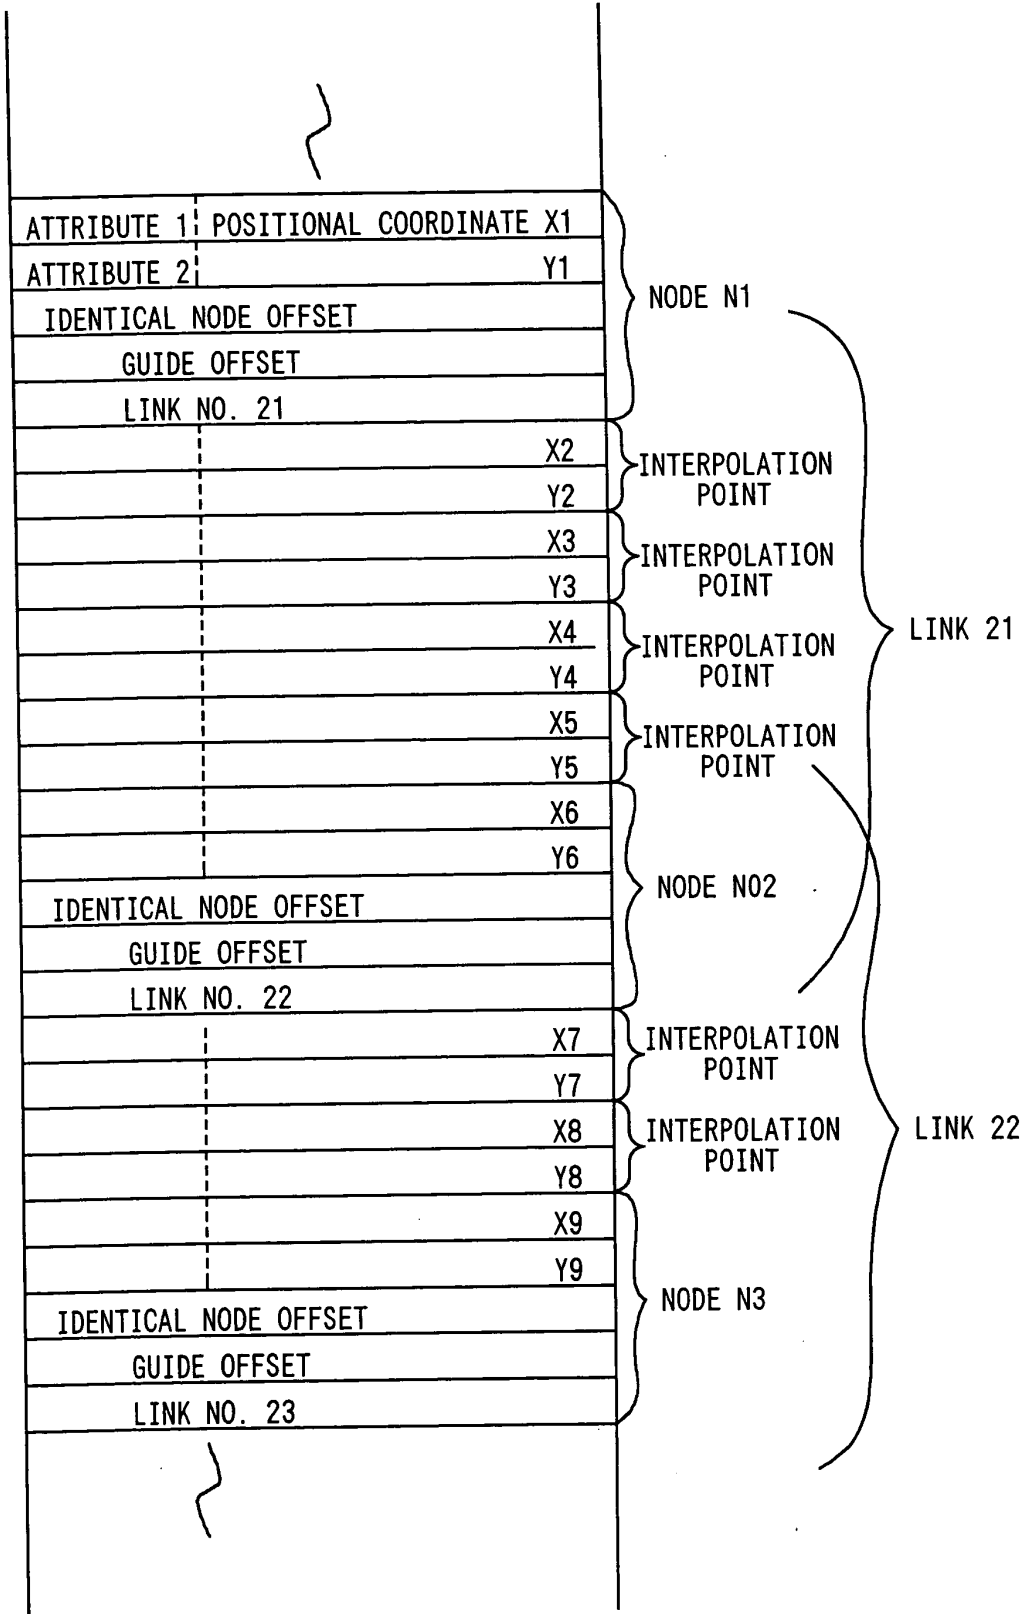 ATTRIBUTE 1 POSITIONAL COORDINATE X1
ATTRIBUTE 2 Y1
IDENTICAL NODE OFFSET
GUIDE OFFSET
LINK NO. 21
NODE N1
X2
Y2
INTERPOLATION
POINT
X3
Y3
INTERPOLATION
POINT
X4
Y4
INTERPOLATION
POINT
X5
Y5
INTERPOLATION
POINT
LINK 21
X6
Y6
IDENTICAL NODE OFFSET
GUIDE OFFSET
LINK NO. 22
NODE N02
X7
Y7
INTERPOLATION
POINT
X8
Y8
INTERPOLATION
POINT
LINK 22
X9
Y9
IDENTICAL NODE OFFSET
GUIDE OFFSET
LINK NO. 23
NODE N3